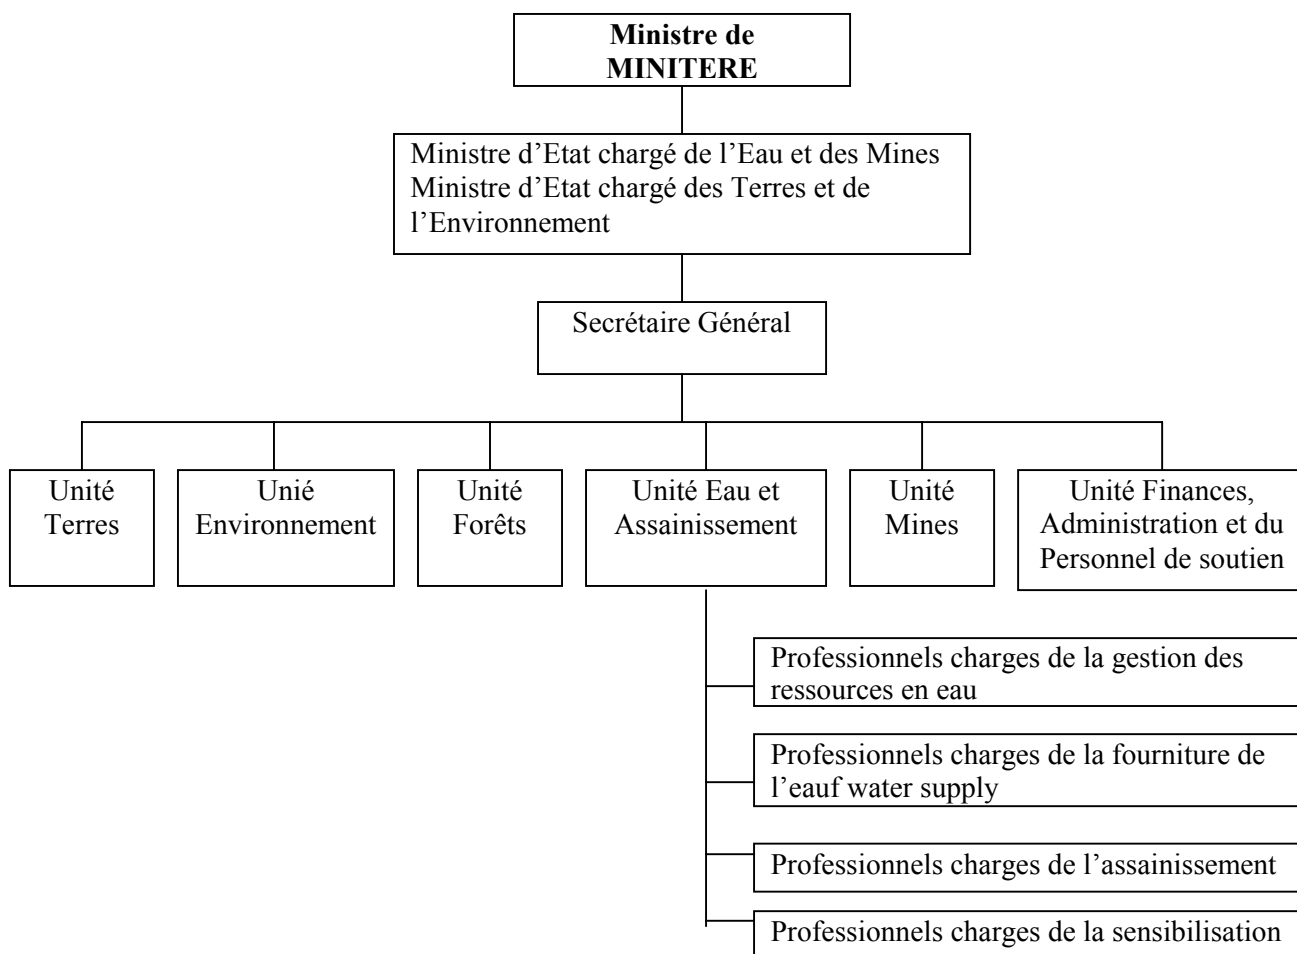 Ministre de
MINITERE
Ministre d’Etat chargé de l’Eau et des Mines
Ministre d’Etat chargé des Terres et de
l’Environnement
Secrétaire Général
Unité
Terres
Unié
Environnement
Unité
Forêts
Unité Eau et
Assainissement
Unité
Mines
Unité Finances,
Administration et du
Personnel de soutien
Professionnels charges de la gestion des
ressources en eau
Professionnels charges de la fourniture de
l’eauf water supply
Professionnels charges de l’assainissement
Professionnels charges de la sensibilisation